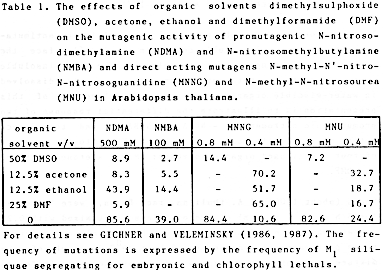 Table 1. The effects of organic solvents dimethylsulphoxide
(DMSO), acetone, ethanol and dimethylformamide (DMF)
on the mutagenic activity of promutagenic N-nitroso-
dimethylamine (NDMA) and N-nitrosomethylbutylamine
(NMBA) and direct acting mutagens N-methyl-N'-nitro-
N-nitrosoguanidine (MNNG) and N-methyl-N-nitrosourea
(MNU) in Arabidopsis thaliana.
organic NDMA NMBA MNNG MNU
solvent v/v 500 mM 100 mM 0.8 mM 0.4 mM 0.8 mM 0.4 mM
50% DMSO 8.9 2.7 14.4 - 7.2 -
12.5% acetone 8.3 5.5 - 70.2 - 32.7
12.5% ethanol 43.9 14.4 - 51.7 - 18.7
25% DMF 5.9 - - 65.0 - 16.7
0 85.6 39.0 84.4 10.6 82.6 24.4
For details see GICHNER and VELEMINSKY (1986, 1987). The fre-
quency of mutations is expressed by the frequency of M1 sili-
quae segregating for embryonic and chlorophyll lethals.